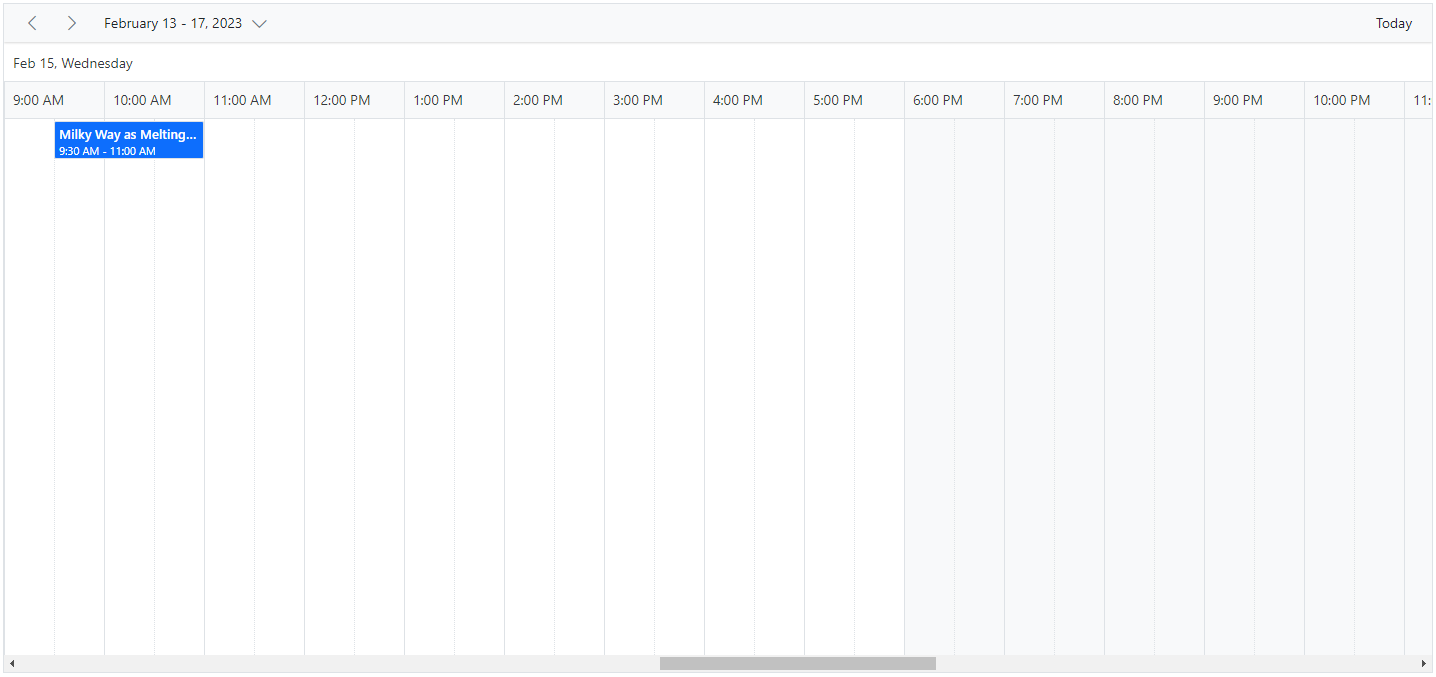 February 13 - 17, 2023
Today
Feb 15, Wednesday
9:00 AM 10:00 AM 11:00 AM 12:00 PM 1:00 PM 2:00 PM 3:00 PM 4:00 PM 5:00 PM 6:00 PM 7:00 PM 8:00 PM 9:00 PM 10:00 PM 11:
Milky Way as Melting...
9:30 AM - 11:00 AM